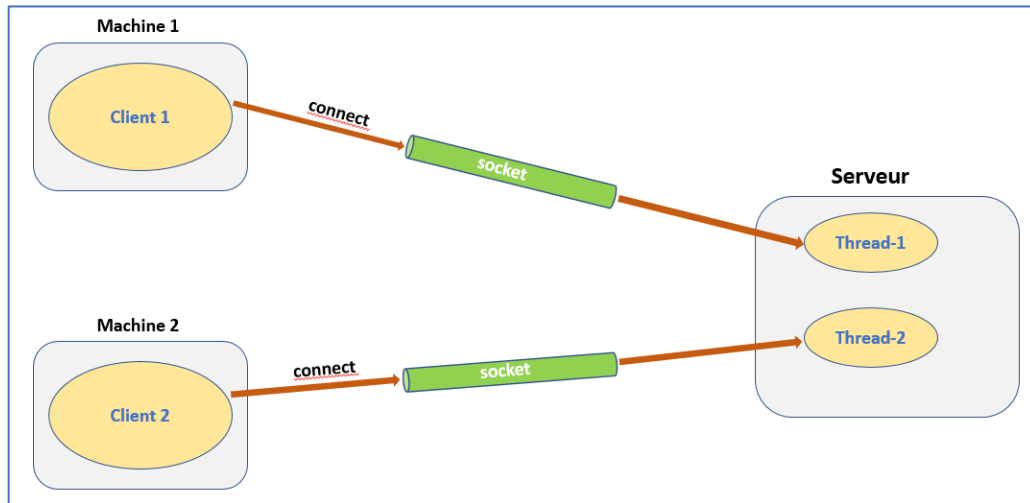 Machine 1
Client 1
connect
socket
Serveur
Thread-1
Thread-2
Machine 2
Client 2
connect
socket